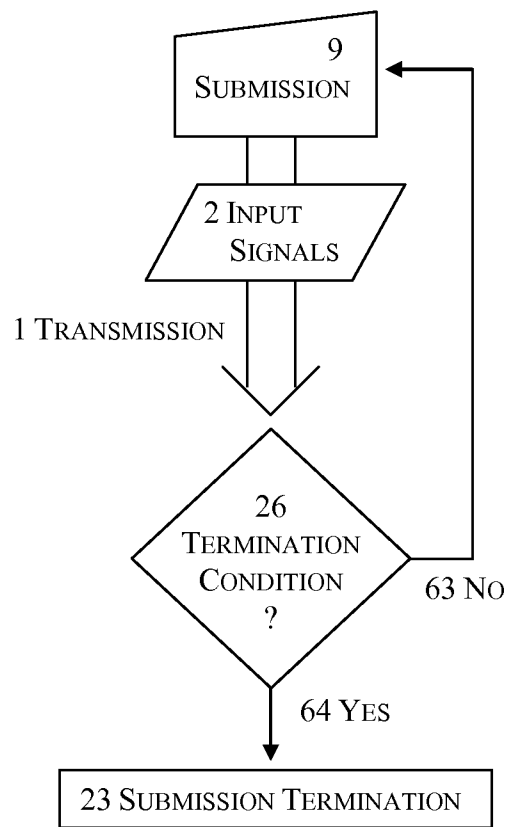 9
SUBMISSION
2 INPUT
SIGNALS
1 TRANSMISSION
26
TERMINATION
CONDITION
?
63 NO
64 YES
23 SUBMISSION TERMINATION